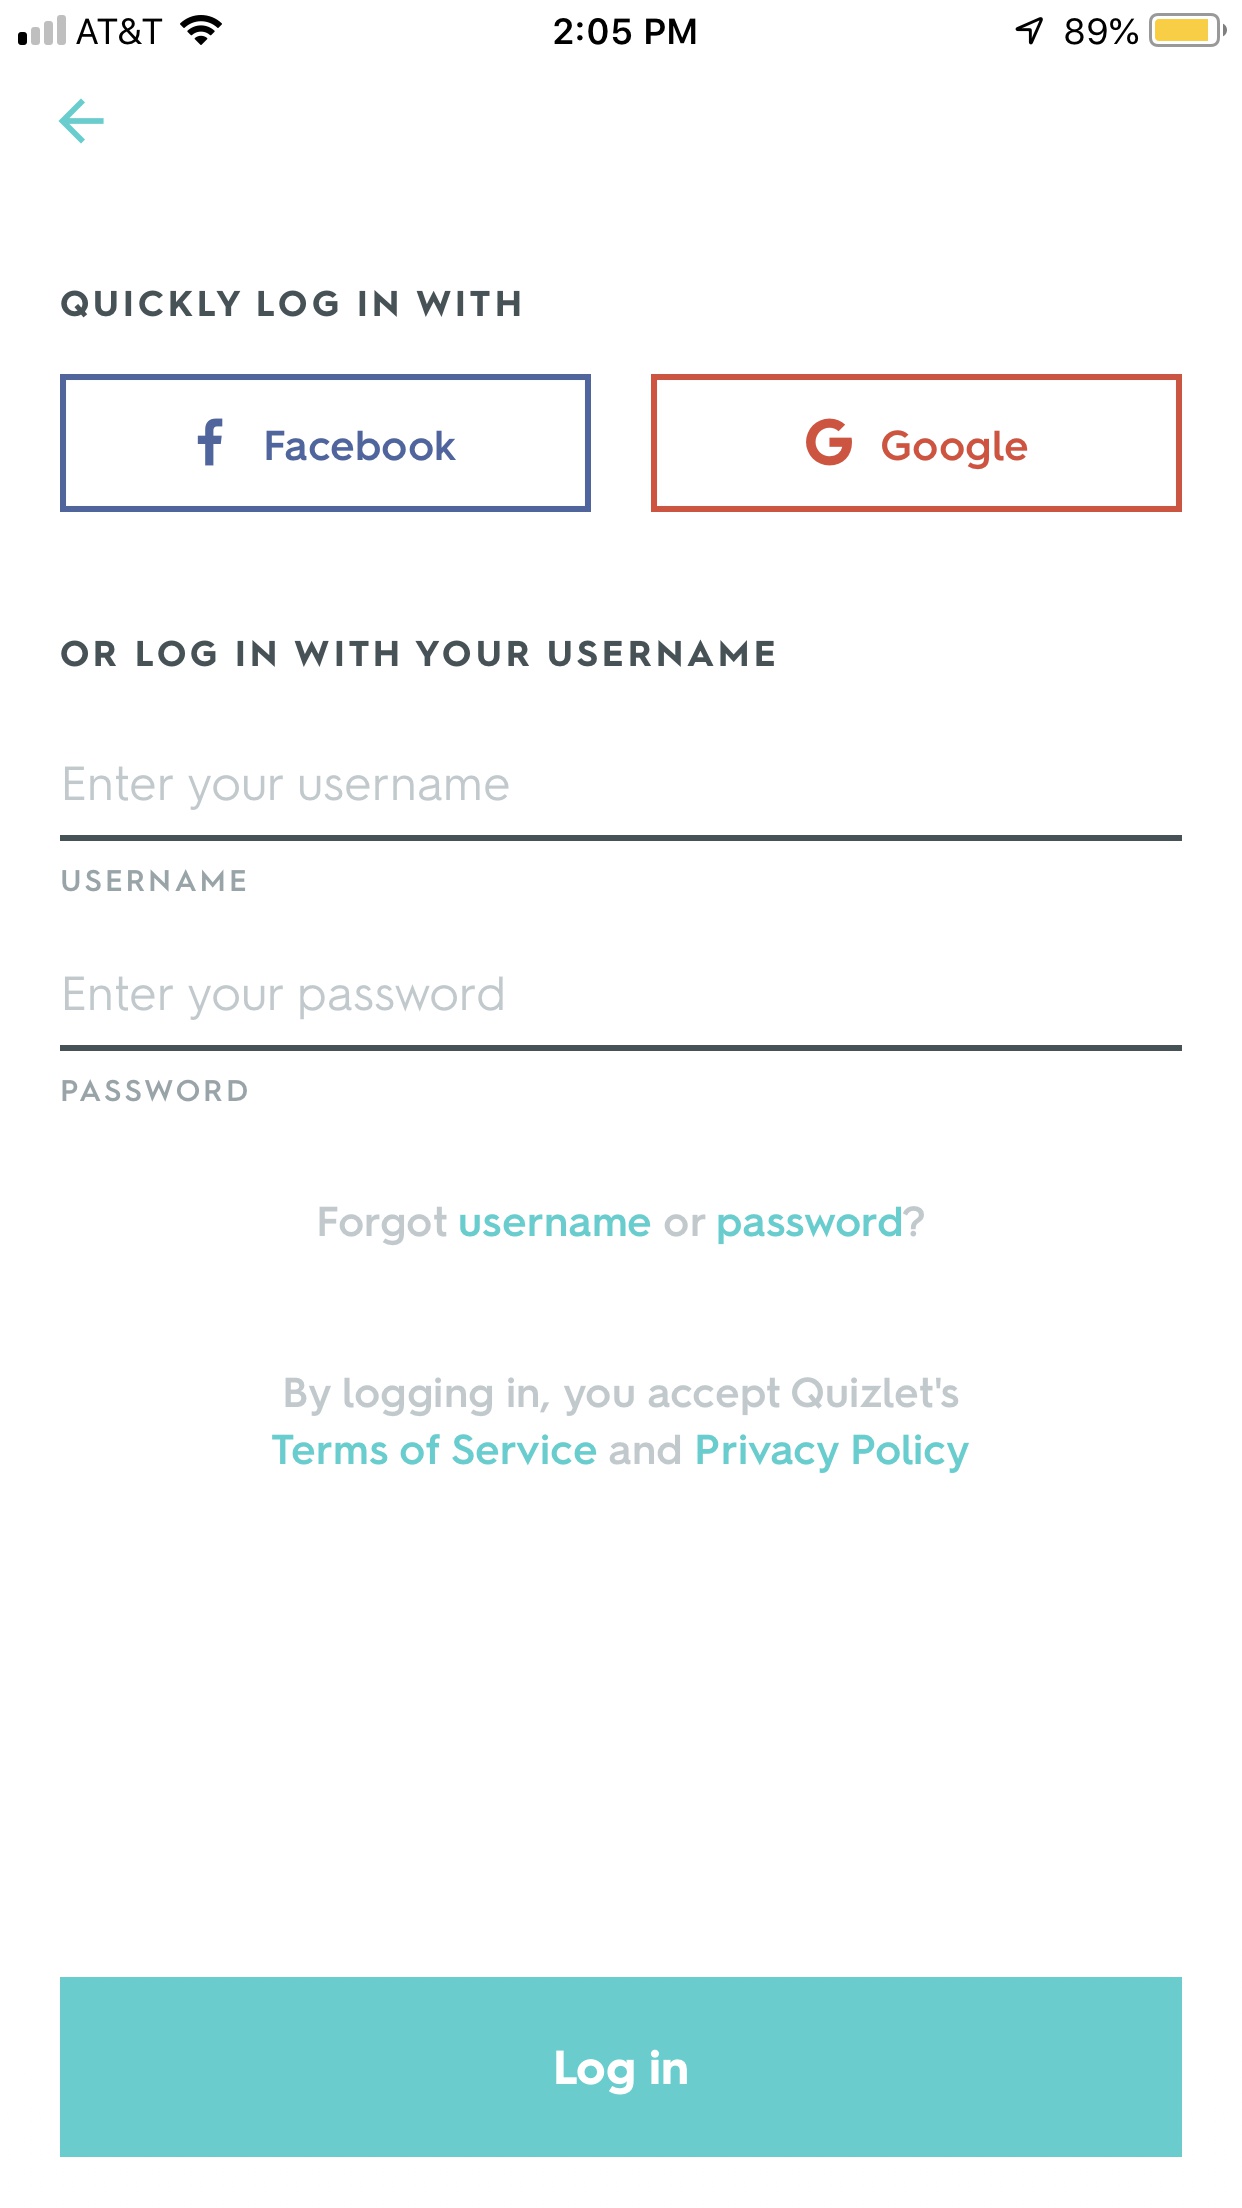 AT&T 2:05 PM 89%
QUICKLY LOG IN WITH
Facebook Google
OR LOG IN WITH YOUR USERNAME
Enter your username
USERNAME
Enter your password
PASSWORD
Forgot username or password?
By logging in, you accept Quizlet's
Terms of Service and Privacy Policy
Log in